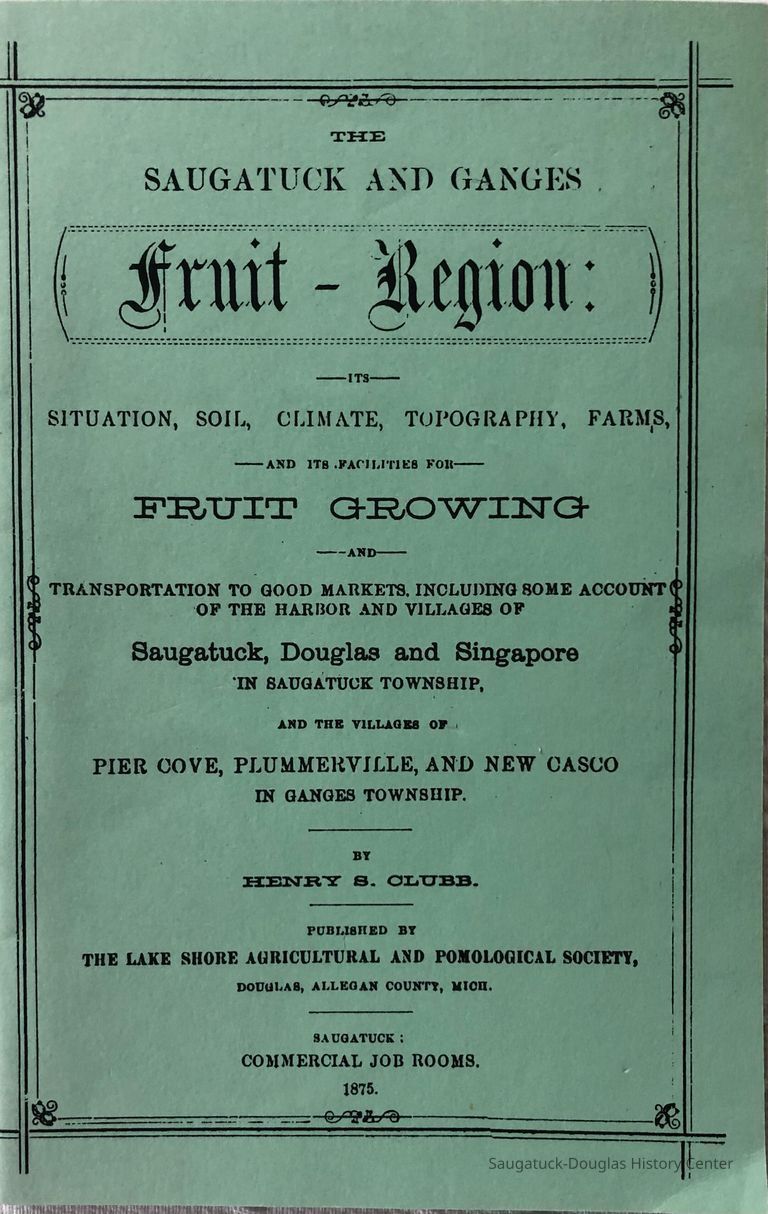 THE
SAUGATUCK AND GANGES
Fruit - Region:
ITS
SITUATION, SOIL, CLIMATE, TOPOGRAPHY, FARMS,
AND ITS FACILITIES FOR
FRUIT GROWING
AND
TRANSPORTATION TO GOOD MARKETS, INCLUDING SOME ACCOUNT
OF THE HARBOR AND VILLAGES OF
Saugatuck, Douglas and Singapore
IN SAUGATUCK TOWNSHIP,
AND THE VILLAGES OF
PIER COVE, PLUMMERVILLE, AND NEW CASCO
IN GANGES TOWNSHIP.
BY
HENRY S. CLUBB.
PUBLISHED BY
THE LAKE SHORE AGRICULTURAL AND POMOLOGICAL SOCIETY,
DOUGLAS, ALLEGAN COUNTY, MICH.
SAUGATUCK:
COMMERCIAL JOB ROOMS.
1875.
Saugatuck-Douglas History Center